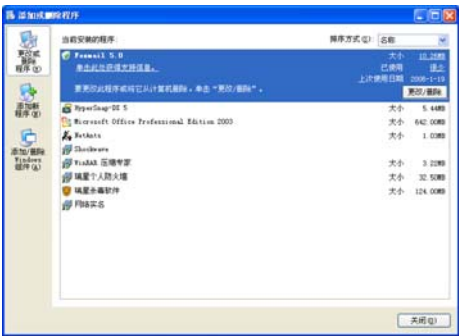 添加或删除程序
更改或删除程序(H)
添加新程序(N)
添加/删除Windows组件(A)
当前安装的程序:
排序方式(S): 名称
Foxmail 5.0 大小 10.25MB
单击此处获得支持信息。 已使用 很少
上次使用日期 2006-1-19
要更改此程序或将它从计算机删除，单击“更改/删除”。 更改/删除
HyperSnap-DX 5 大小 5.44MB
Microsoft Office Professional Edition 2003 大小 642.00MB
NetAnts 大小 1.03MB
Shockwave
WinRAR 压缩专家 大小 3.22MB
瑞星个人防火墙 大小 32.50MB
瑞星杀毒软件 大小 124.00MB
网络实名
关闭(O)